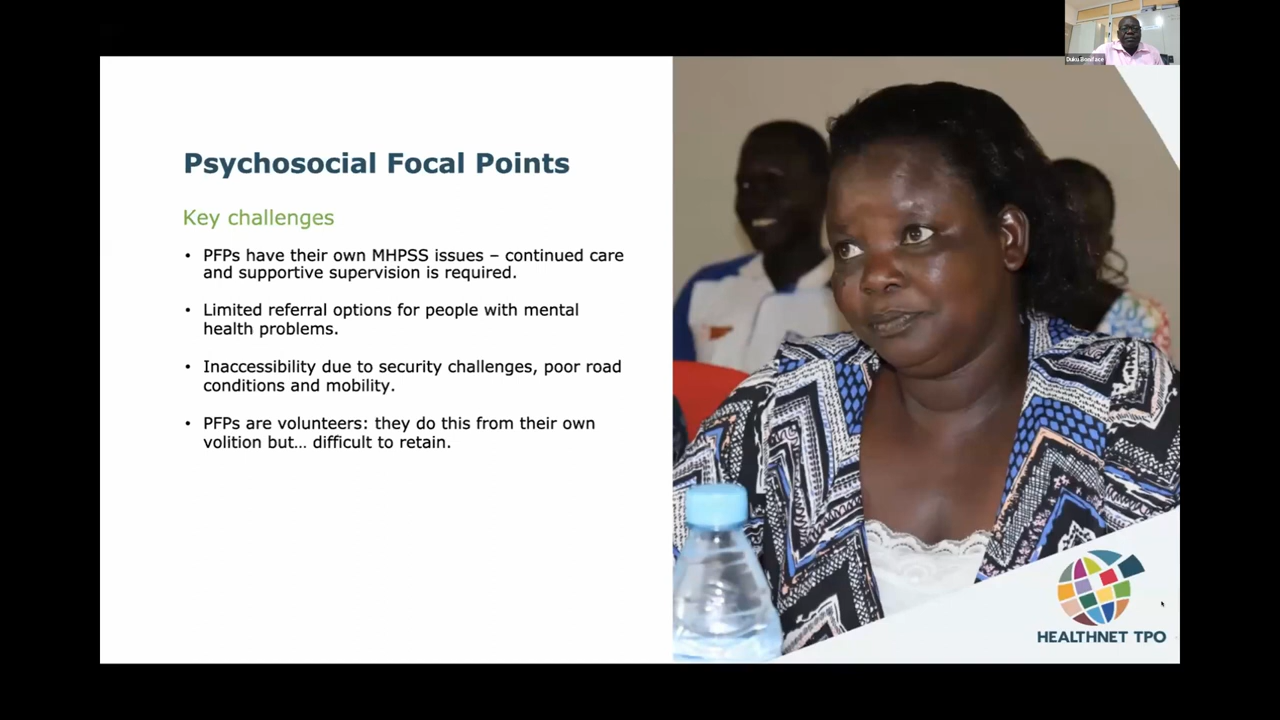 Duku Boniface
Psychosocial Focal Points
Key challenges
• PFPs have their own MHPSS issues – continued care
and supportive supervision is required.
• Limited referral options for people with mental
health problems.
• Inaccessibility due to security challenges, poor road
conditions and mobility.
• PFPs are volunteers: they do this from their own
volition but… difficult to retain.
HEALTHNET TPO